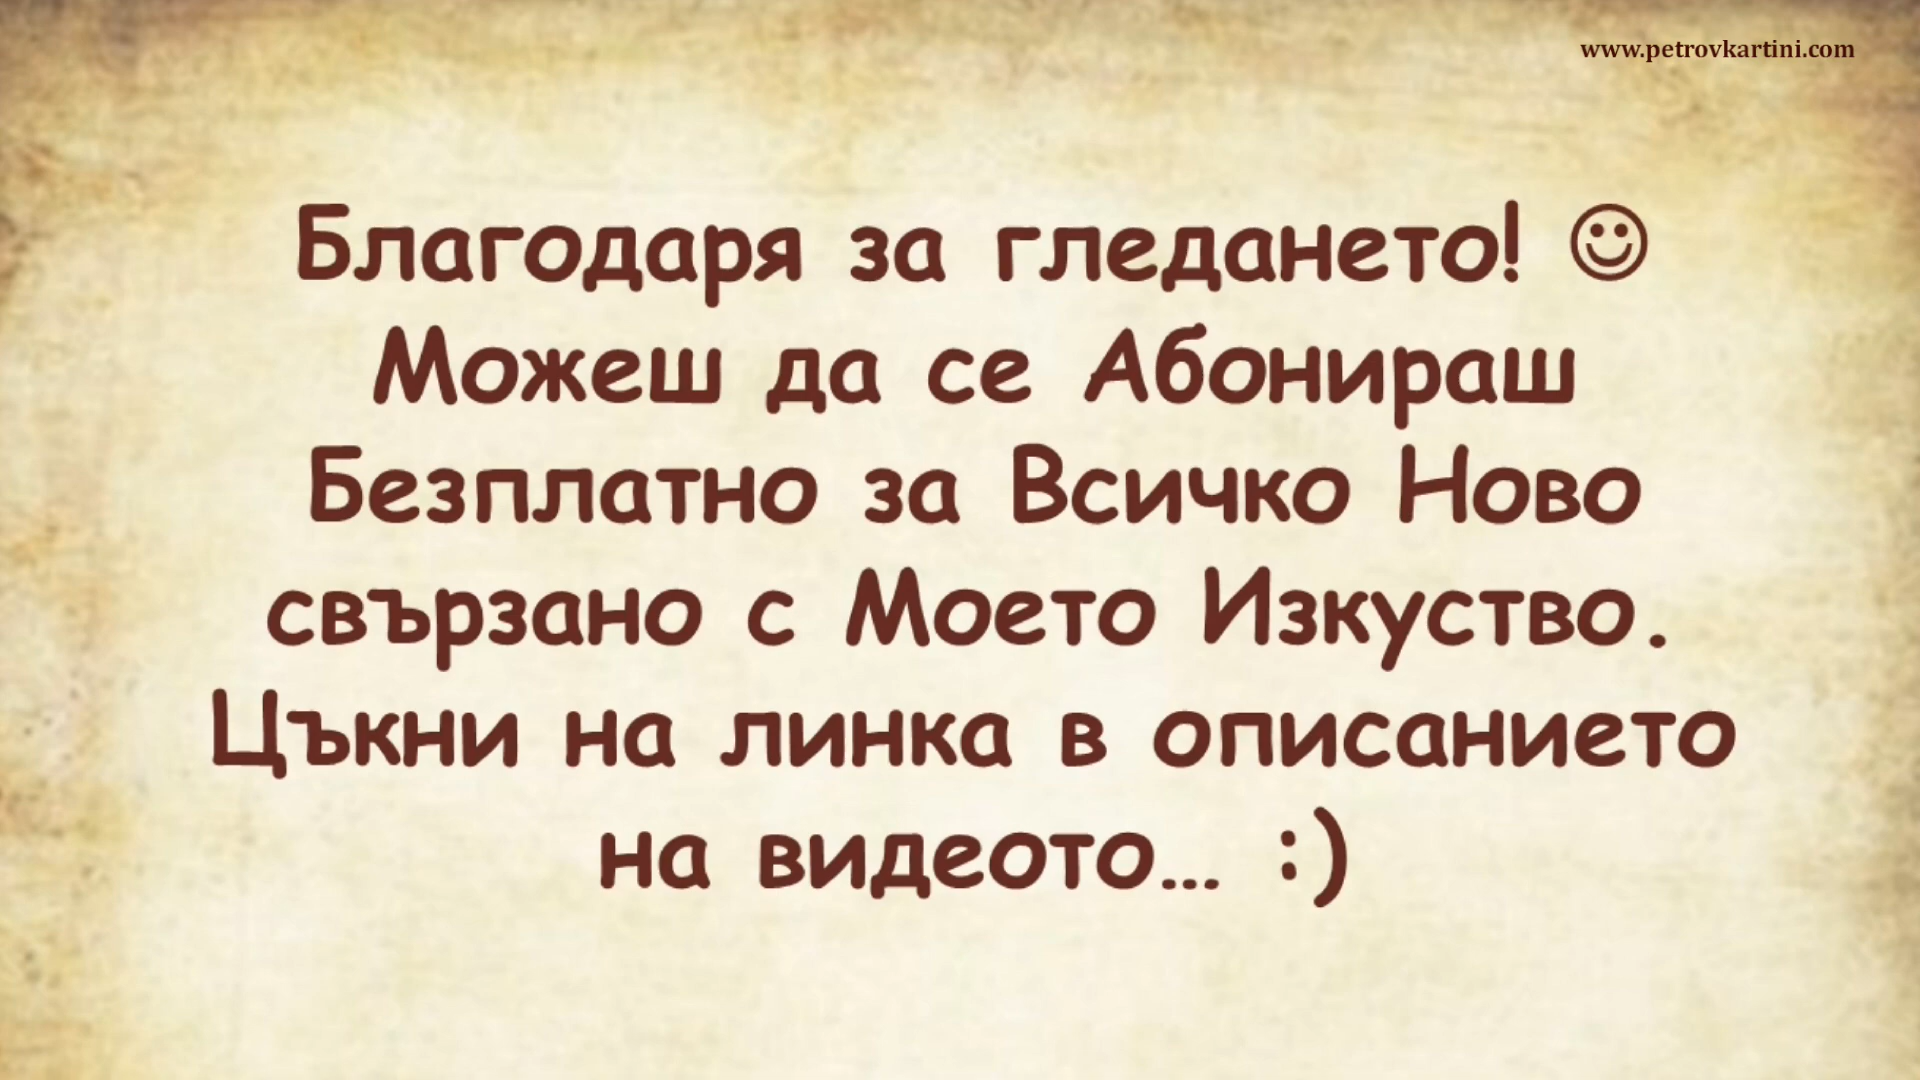 www.petrovkartini.com
Благодаря за гледането! ☺
Можеш да се Абонираш
Безплатно за Всичко Ново
свързано с Моето Изкуство.
Цъкни на линка в описанието
на видеото... :)